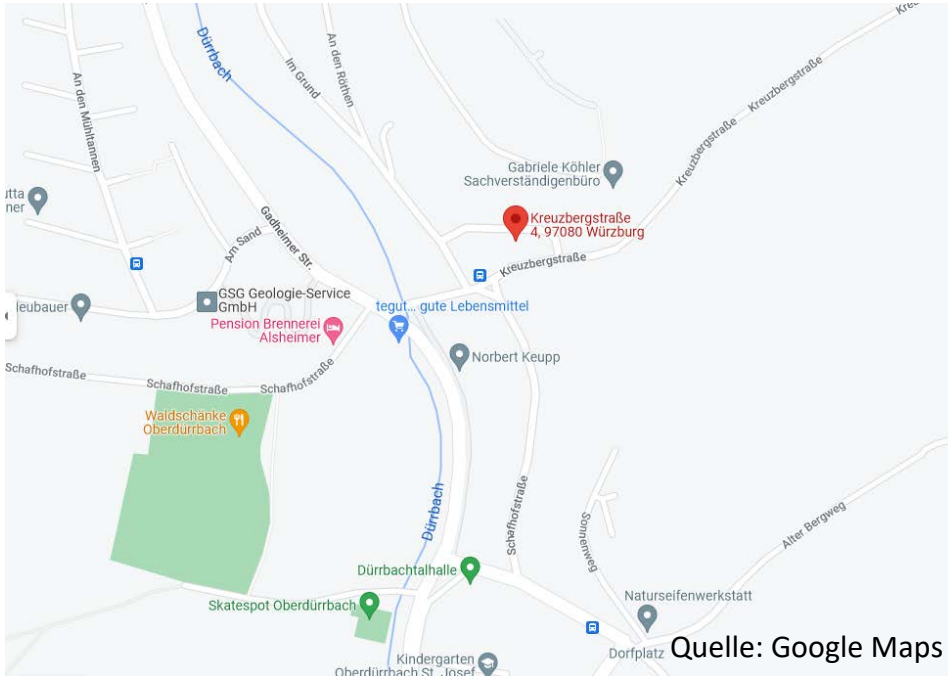 Dürrbach
Im Grund
An den Röthen
Kreuzbergstraße
Kreuzbergstraße
An den Mühltannen
Gabriele Köhler
Sachverständigenbüro
Kreuzbergstraße
4, 97080 Würzburg
Am Sand
Gadheimer Str.
Kreuzbergstraße
GSG Geologie-Service
GmbH
tegut... gute Lebensmittel
Pension Brennerei
Alsheimer
Norbert Keupp
Schafhofstraße
Schafhofstraße
Schafhofstraße
Waldschänke
Oberdürrbach
Dürrbach
Schafhofstraße
Sonnenweg
Alter Bergweg
Dürrbachtalhalle
Skatespot Oberdürrbach
Naturseifenwerkstatt
Dorfplatz
Quelle: Google Maps
Kindergarten
Oberdürrbach St. Josef